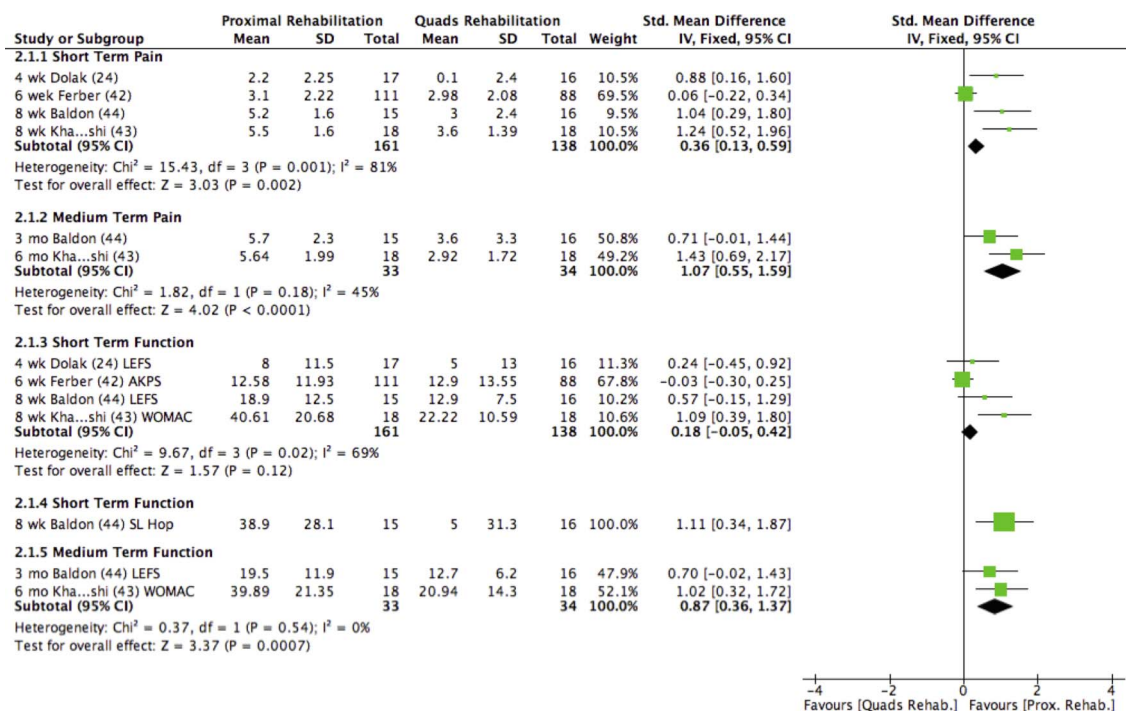 Proximal Rehabilitation Quads Rehabilitation Std. Mean Difference Std. Mean Difference
Study or Subgroup Mean SD Total Mean SD Total Weight IV, Fixed, 95% CI IV, Fixed, 95% CI
2.1.1 Short Term Pain
4 wk Dolak (24) 2.2 2.25 17 0.1 2.4 16 10.5% 0.88 [0.16, 1.60]
6 wek Ferber (42) 3.1 2.22 111 2.98 2.08 88 69.5% 0.06 [-0.22, 0.34]
8 wk Baldon (44) 5.2 1.6 15 3 2.4 16 9.5% 1.04 [0.29, 1.80]
8 wk Kha...shi (43) 5.5 1.6 18 3.6 1.39 18 10.5% 1.24 [0.52, 1.96]
Subtotal (95% CI) 161 138 100.0% 0.36 [0.13, 0.59]
Heterogeneity: Chi² = 15.43, df = 3 (P = 0.001); I² = 81%
Test for overall effect: Z = 3.03 (P = 0.002)
2.1.2 Medium Term Pain
3 mo Baldon (44) 5.7 2.3 15 3.6 3.3 16 50.8% 0.71 [-0.01, 1.44]
6 mo Kha...shi (43) 5.64 1.99 18 2.92 1.72 18 49.2% 1.43 [0.69, 2.17]
Subtotal (95% CI) 33 34 100.0% 1.07 [0.55, 1.59]
Heterogeneity: Chi² = 1.82, df = 1 (P = 0.18); I² = 45%
Test for overall effect: Z = 4.02 (P < 0.0001)
2.1.3 Short Term Function
4 wk Dolak (24) LEFS 8 11.5 17 5 13 16 11.3% 0.24 [-0.45, 0.92]
6 wk Ferber (42) AKPS 12.58 11.93 111 12.9 13.55 88 67.8% -0.03 [-0.30, 0.25]
8 wk Baldon (44) LEFS 18.9 12.5 15 12.9 7.5 16 10.2% 0.57 [-0.15, 1.29]
8 wk Kha...shi (43) WOMAC 40.61 20.68 18 22.22 10.59 18 10.6% 1.09 [0.39, 1.80]
Subtotal (95% CI) 161 138 100.0% 0.18 [-0.05, 0.42]
Heterogeneity: Chi² = 9.67, df = 3 (P = 0.02); I² = 69%
Test for overall effect: Z = 1.57 (P = 0.12)
2.1.4 Short Term Function
8 wk Baldon (44) SL Hop 38.9 28.1 15 5 31.3 16 100.0% 1.11 [0.34, 1.87]
2.1.5 Medium Term Function
3 mo Baldon (44) LEFS 19.5 11.9 15 12.7 6.2 16 47.9% 0.70 [-0.02, 1.43]
6 mo Kha...shi (43) WOMAC 39.89 21.35 18 20.94 14.3 18 52.1% 1.02 [0.32, 1.72]
Subtotal (95% CI) 33 34 100.0% 0.87 [0.36, 1.37]
Heterogeneity: Chi² = 0.37, df = 1 (P = 0.54); I² = 0%
Test for overall effect: Z = 3.37 (P = 0.0007)
-4 -2 0 2 4
Favours [Quads Rehab.] Favours [Prox. Rehab.]